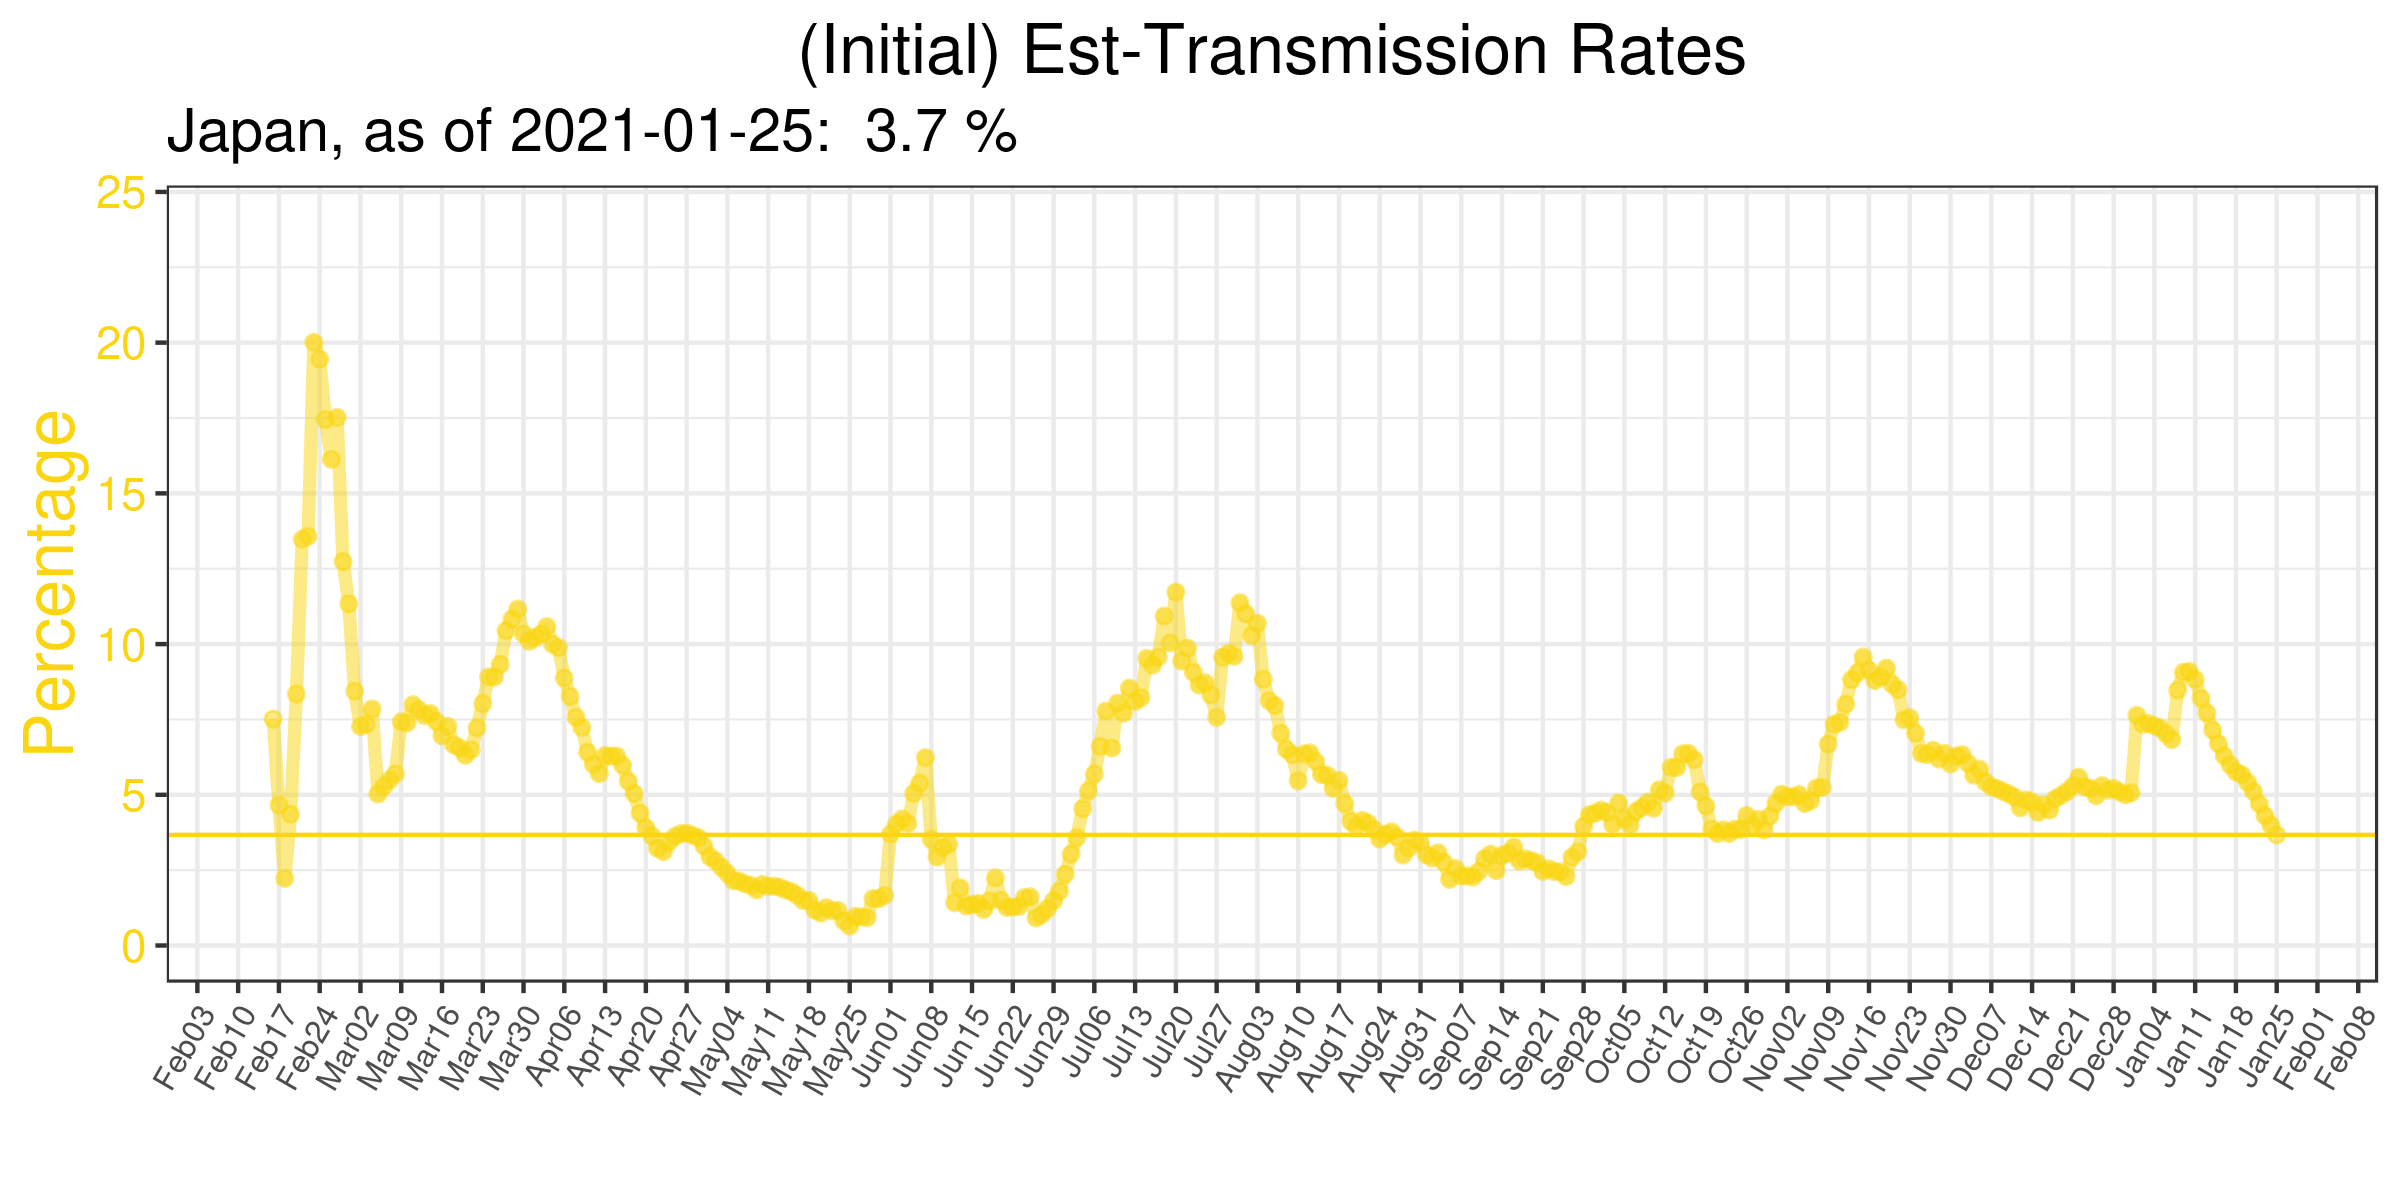 (Initial) Est-Transmission Rates
Japan, as of 2021-01-25:  3.7 %
Percentage
25
20
15
10
5
0
Feb03
Feb10
Feb17
Feb24
Mar02
Mar09
Mar16
Mar23
Mar30
Apr06
Apr13
Apr20
Apr27
May04
May11
May18
May25
Jun01
Jun08
Jun15
Jun22
Jun29
Jul06
Jul13
Jul20
Jul27
Aug03
Aug10
Aug17
Aug24
Aug31
Sep07
Sep14
Sep21
Sep28
Oct05
Oct12
Oct19
Oct26
Nov02
Nov09
Nov16
Nov23
Nov30
Dec07
Dec14
Dec21
Dec28
Jan04
Jan11
Jan18
Jan25
Feb01
Feb08